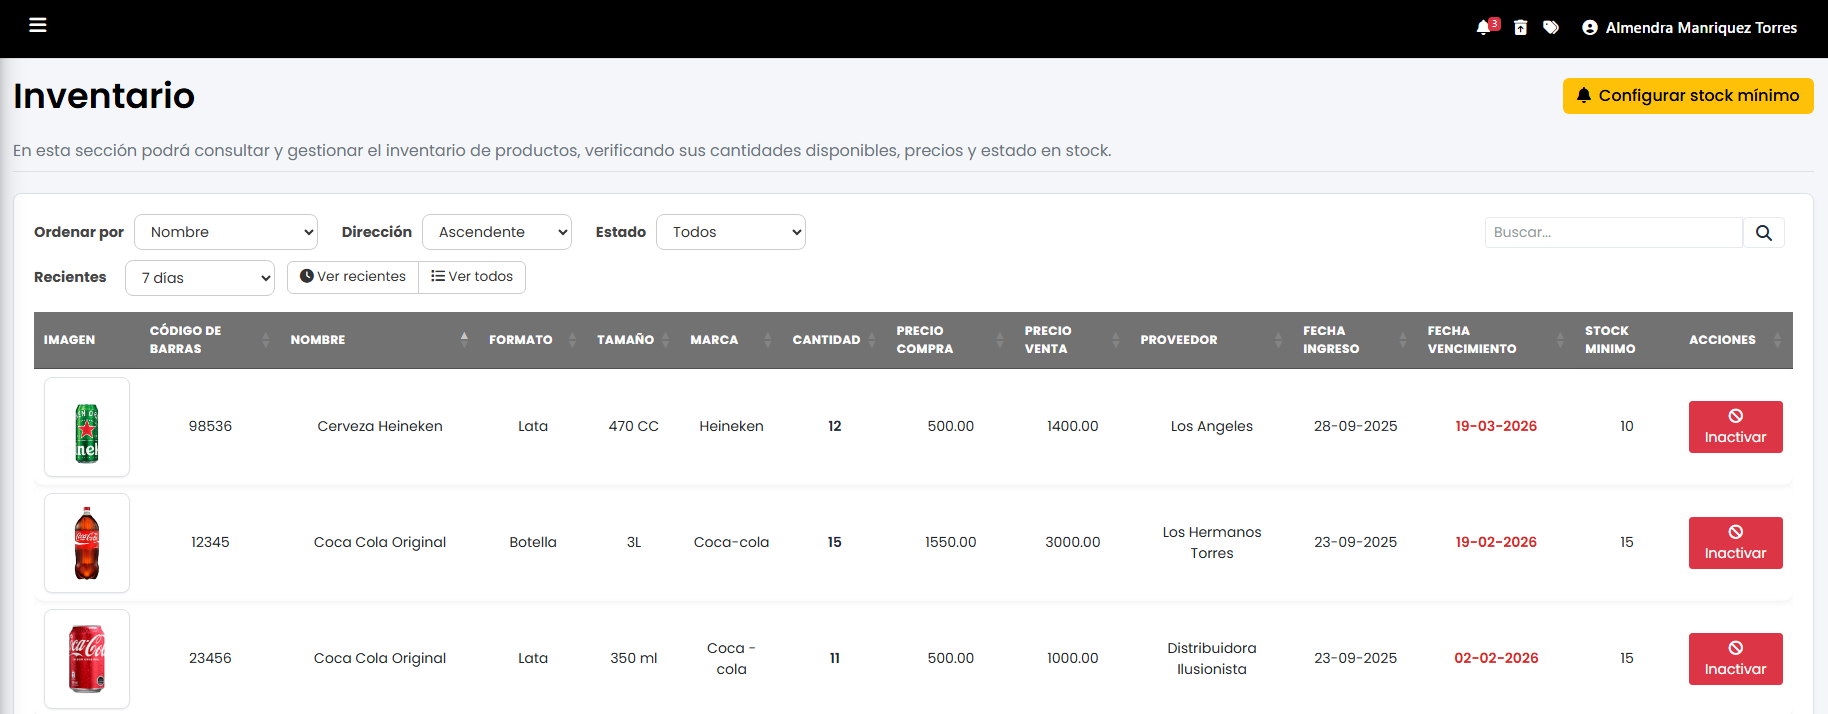 3
Almendra Manriquez Torres
Inventario
Configurar stock mínimo
En esta sección podrá consultar y gestionar el inventario de productos, verificando sus cantidades disponibles, precios y estado en stock.
Ordenar por Nombre Dirección Ascendente Estado Todos Buscar...
Recientes 7 días Ver recientes Ver todos
IMAGEN CÓDIGO DE BARRAS NOMBRE FORMATO TAMAÑO MARCA CANTIDAD PRECIO COMPRA PRECIO VENTA PROVEEDOR FECHA INGRESO FECHA VENCIMIENTO STOCK MINIMO ACCIONES
98536 Cerveza Heineken Lata 470 CC Heineken 12 500.00 1400.00 Los Angeles 28-09-2025 19-03-2026 10 Inactivar
Coca-Cola
12345 Coca Cola Original Botella 3L Coca-cola 15 1550.00 3000.00 Los Hermanos Torres 23-09-2025 19-02-2026 15 Inactivar
23456 Coca Cola Original Lata 350 ml Coca - cola 11 500.00 1000.00 Distribuidora Ilusionista 23-09-2025 02-02-2026 15 Inactivar